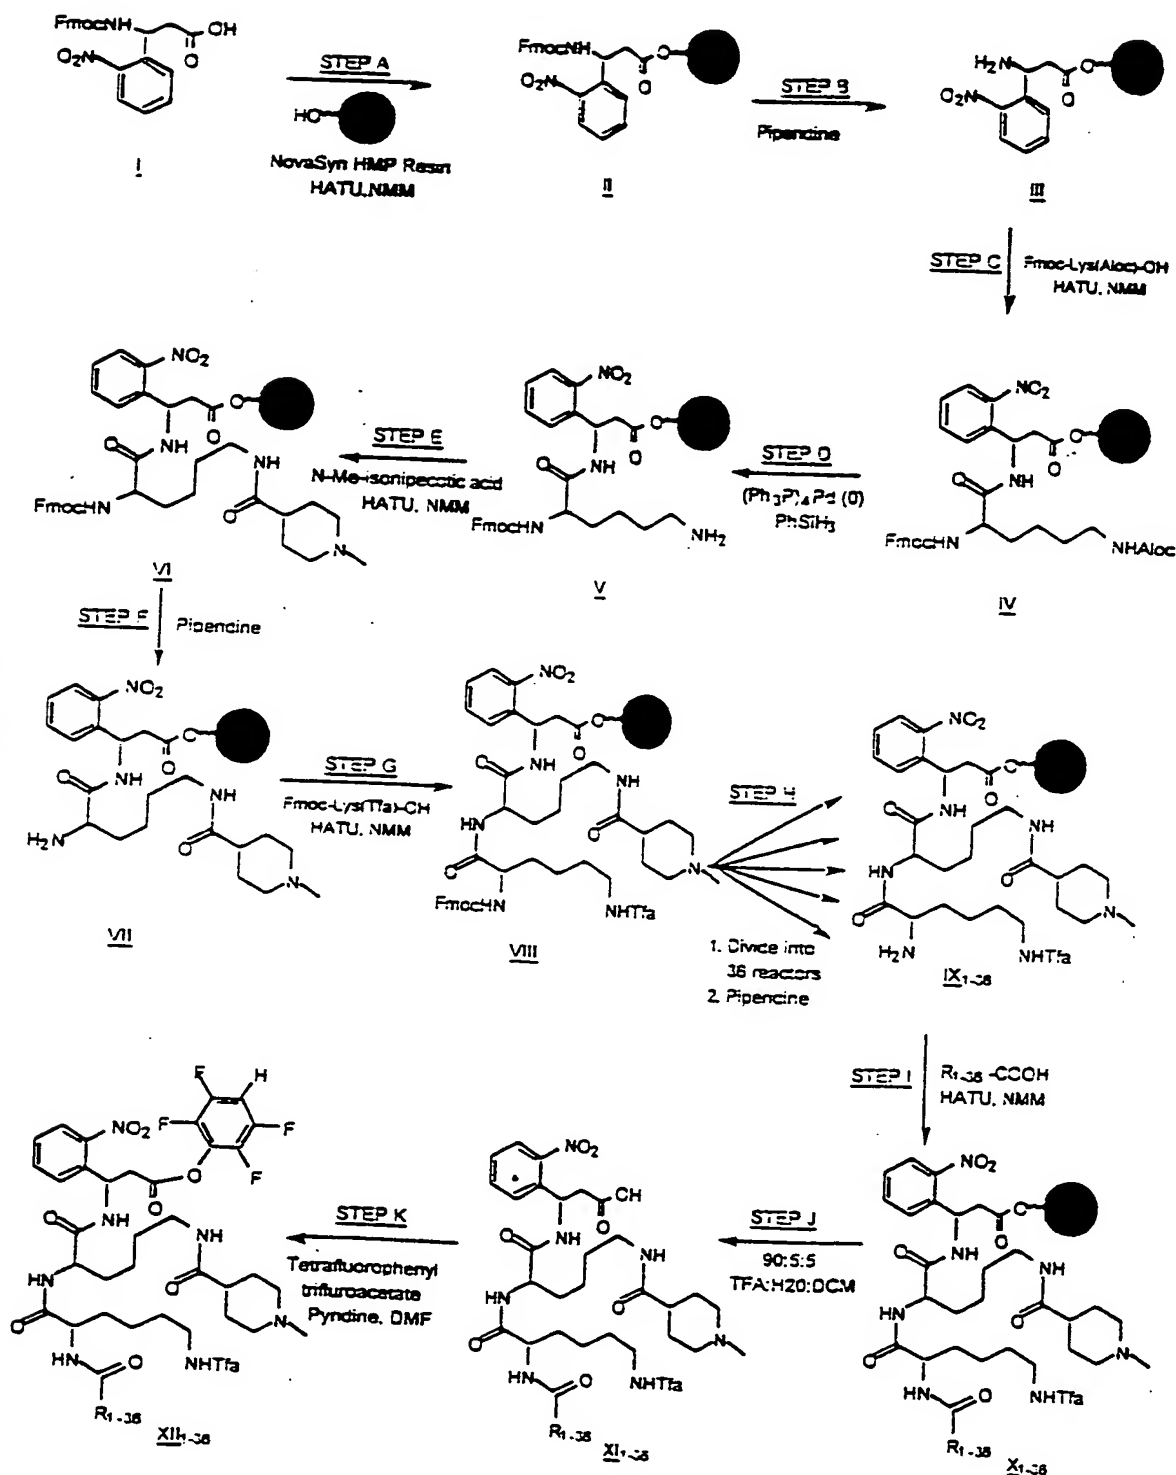 FmocNH
OH
O
O₂N
STEP A
HO
NovaSyn HMP Resin
HATU, NMM
I
FmocNH
O
O
O₂N
II
STEP B
Piperidine
H₂N
O
O
O₂N
III
STEP C
Fmoc-Lys(Aloc)-OH
HATU, NMM
NO₂
O
O
O
NH
FmocHN
NHAloc
IV
STEP D
(Ph₃P)₄Pd (0)
PhSiH₃
NO₂
O
O
O
NH
FmocHN
NH₂
V
STEP E
N-Me-isonipecotic acid
HATU, NMM
NO₂
O
O
O
NH
NH
O
FmocHN
N
VI
STEP F
Piperidine
NO₂
O
O
O
NH
NH
O
H₂N
N
VII
STEP G
Fmoc-Lys(Tfa)-OH
HATU, NMM
NO₂
O
O
O
NH
NH
HN
O
O
N
FmocHN
NHTfa
VIII
STEP H
1. Divide into
36 reactors
2. Piperidine
NO₂
O
O
O
NH
NH
HN
O
O
N
H₂N
NHTfa
IX₁₋₃₆
STEP I
R₁₋₃₆-COOH
HATU, NMM
NO₂
O
O
O
NH
NH
HN
O
O
N
HN
O
NHTfa
R₁₋₃₆
X₁₋₃₆
STEP J
90:5:5
TFA:H20:DCM
NO₂
OH
O
O
NH
NH
HN
O
O
N
HN
O
NHTfa
R₁₋₃₆
XI₁₋₃₆
STEP K
Tetrafluorophenyl
trifluroacetate
Pyridine, DMF
F
H
F
F
F
NO₂
O
O
O
NH
NH
HN
O
O
N
HN
O
NHTfa
R₁₋₃₆
XII₁₋₃₆